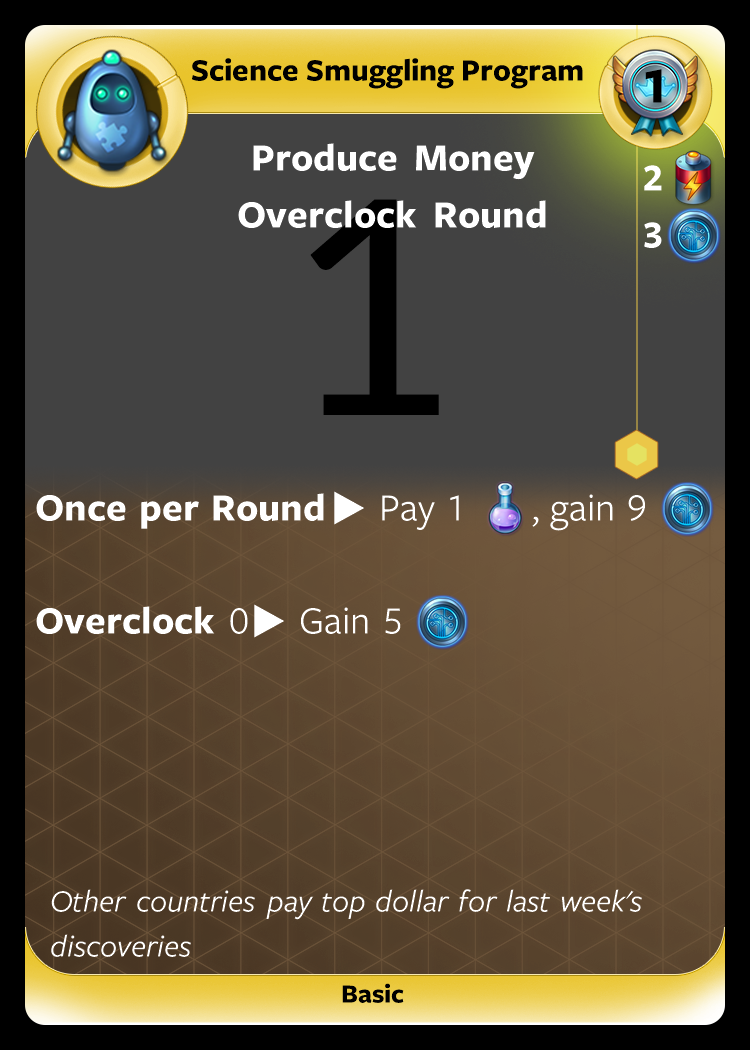 Science Smuggling Program
1
Produce Money
2
Overclock Round
3
1
Once per Round▶ Pay 1 , gain 9
Overclock 0▶ Gain 5
Other countries pay top dollar for last week's
discoveries
Basic